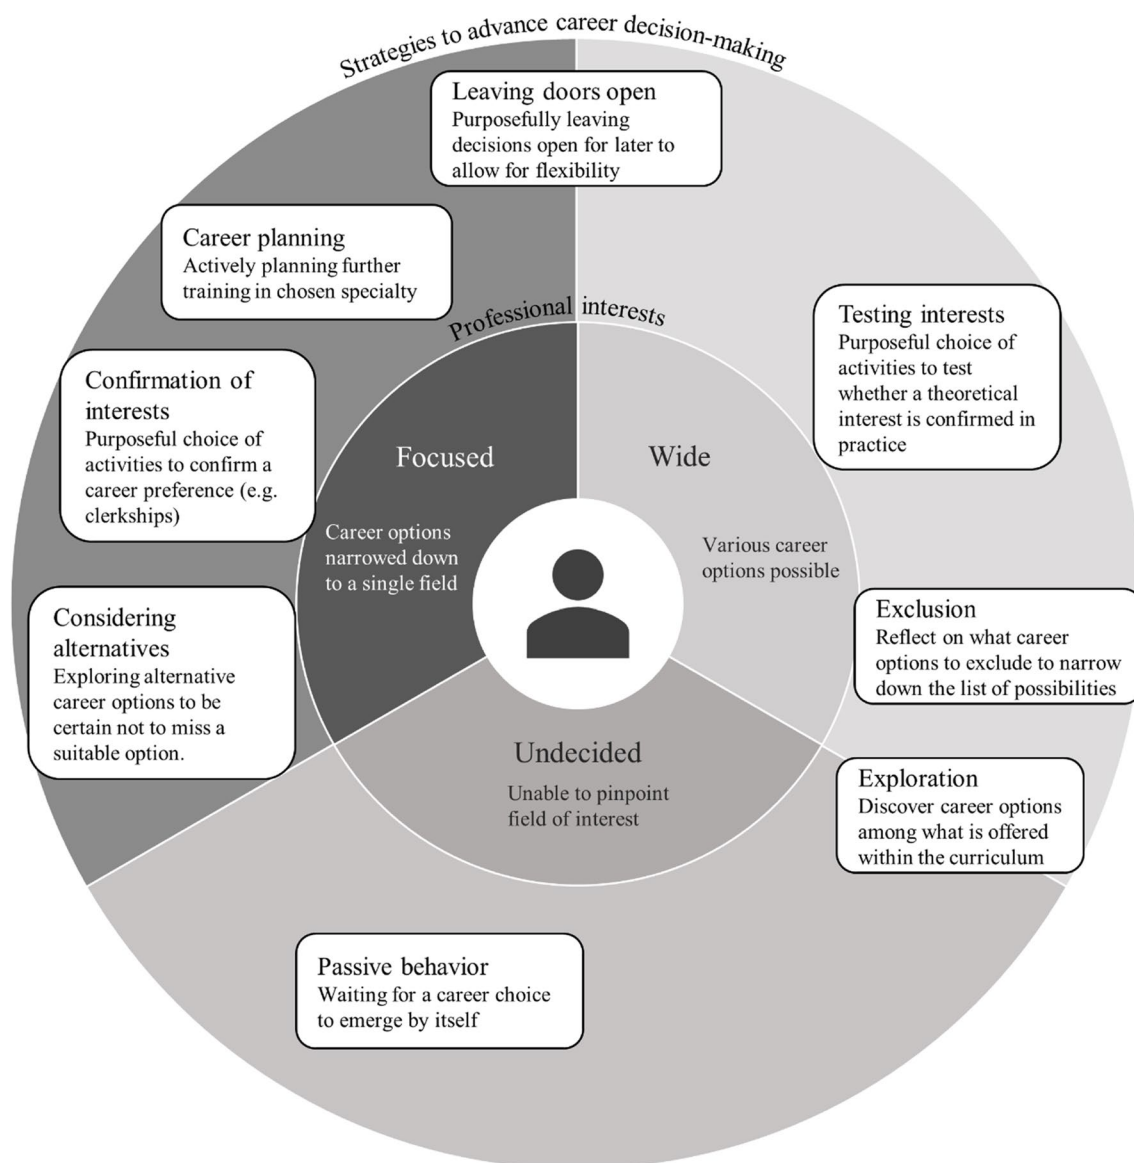 Strategies to advance career decision-making
Leaving doors open
Purposefully leaving
decisions open for later to
allow for flexibility
Career planning
Actively planning further
training in chosen specialty
Professional interests
Testing interests
Purposeful choice of
activities to test
whether a theoretical
interest is confirmed in
practice
Confirmation of
interests
Purposeful choice of
activities to confirm a
career preference (e.g.
clerkships)
Focused
Career options
narrowed down
to a single field
Wide
Various career
options possible
Considering
alternatives
Exploring alternative
career options to be
certain not to miss a
suitable option.
Exclusion
Reflect on what career
options to exclude to narrow
down the list of possibilities
Undecided
Unable to pinpoint
field of interest
Exploration
Discover career options
among what is offered
within the curriculum
Passive behavior
Waiting for a career choice
to emerge by itself